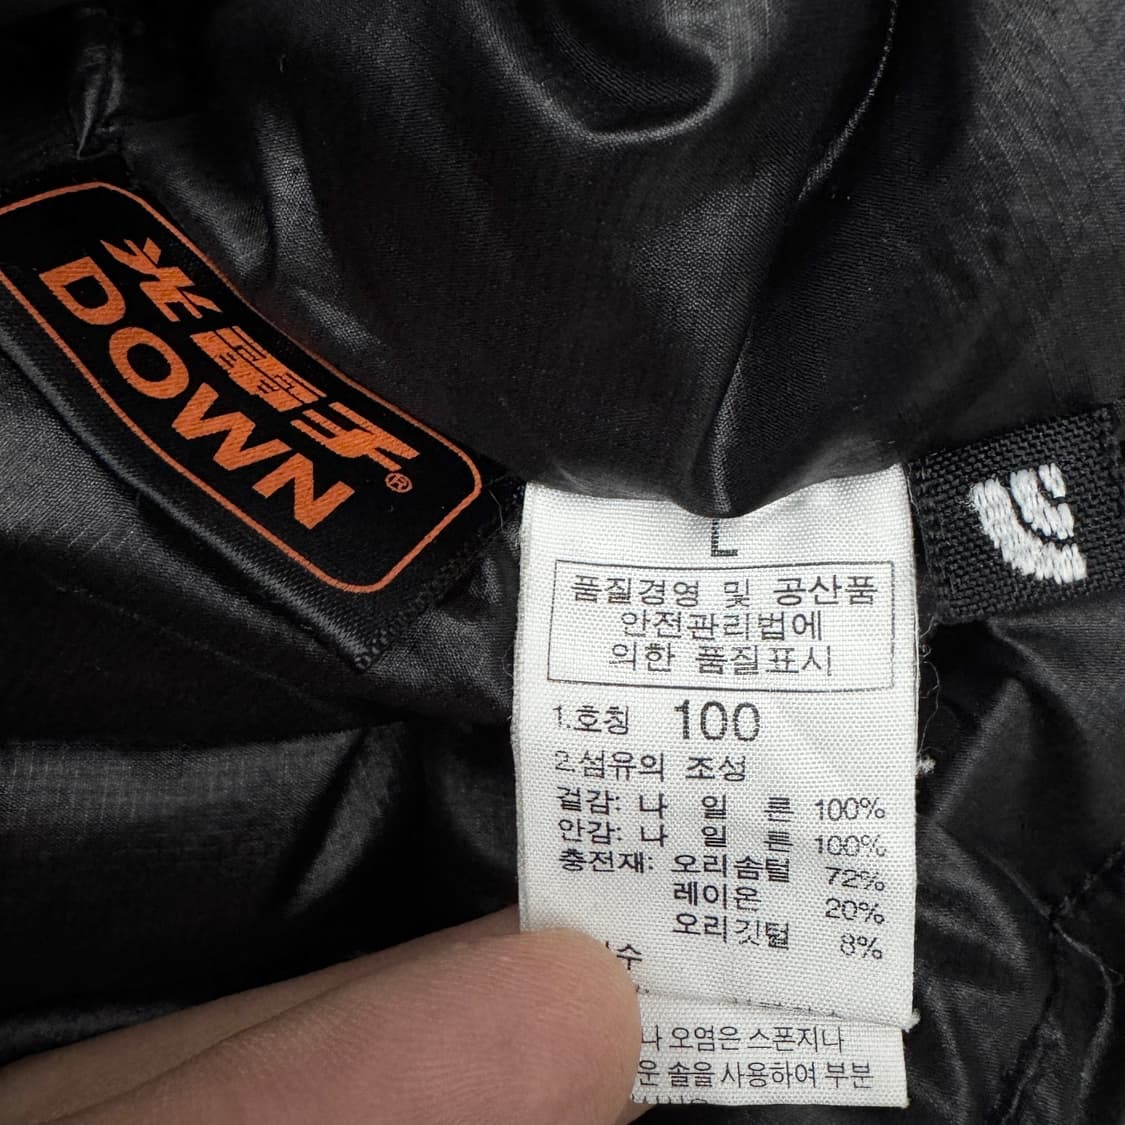 光電子®
DOWN
L
품질경영 및 공산품
안전관리법에
의한 품질표시
1.호칭 100
2.섬유의 조성
겉감: 나 일 론 100%
안감: 나 일 론 100%
충전재: 오리솜털 72%
레이온 20%
오리깃털 8%
수
나 오염은 스폰지나
운 솔을 사용하여 부분